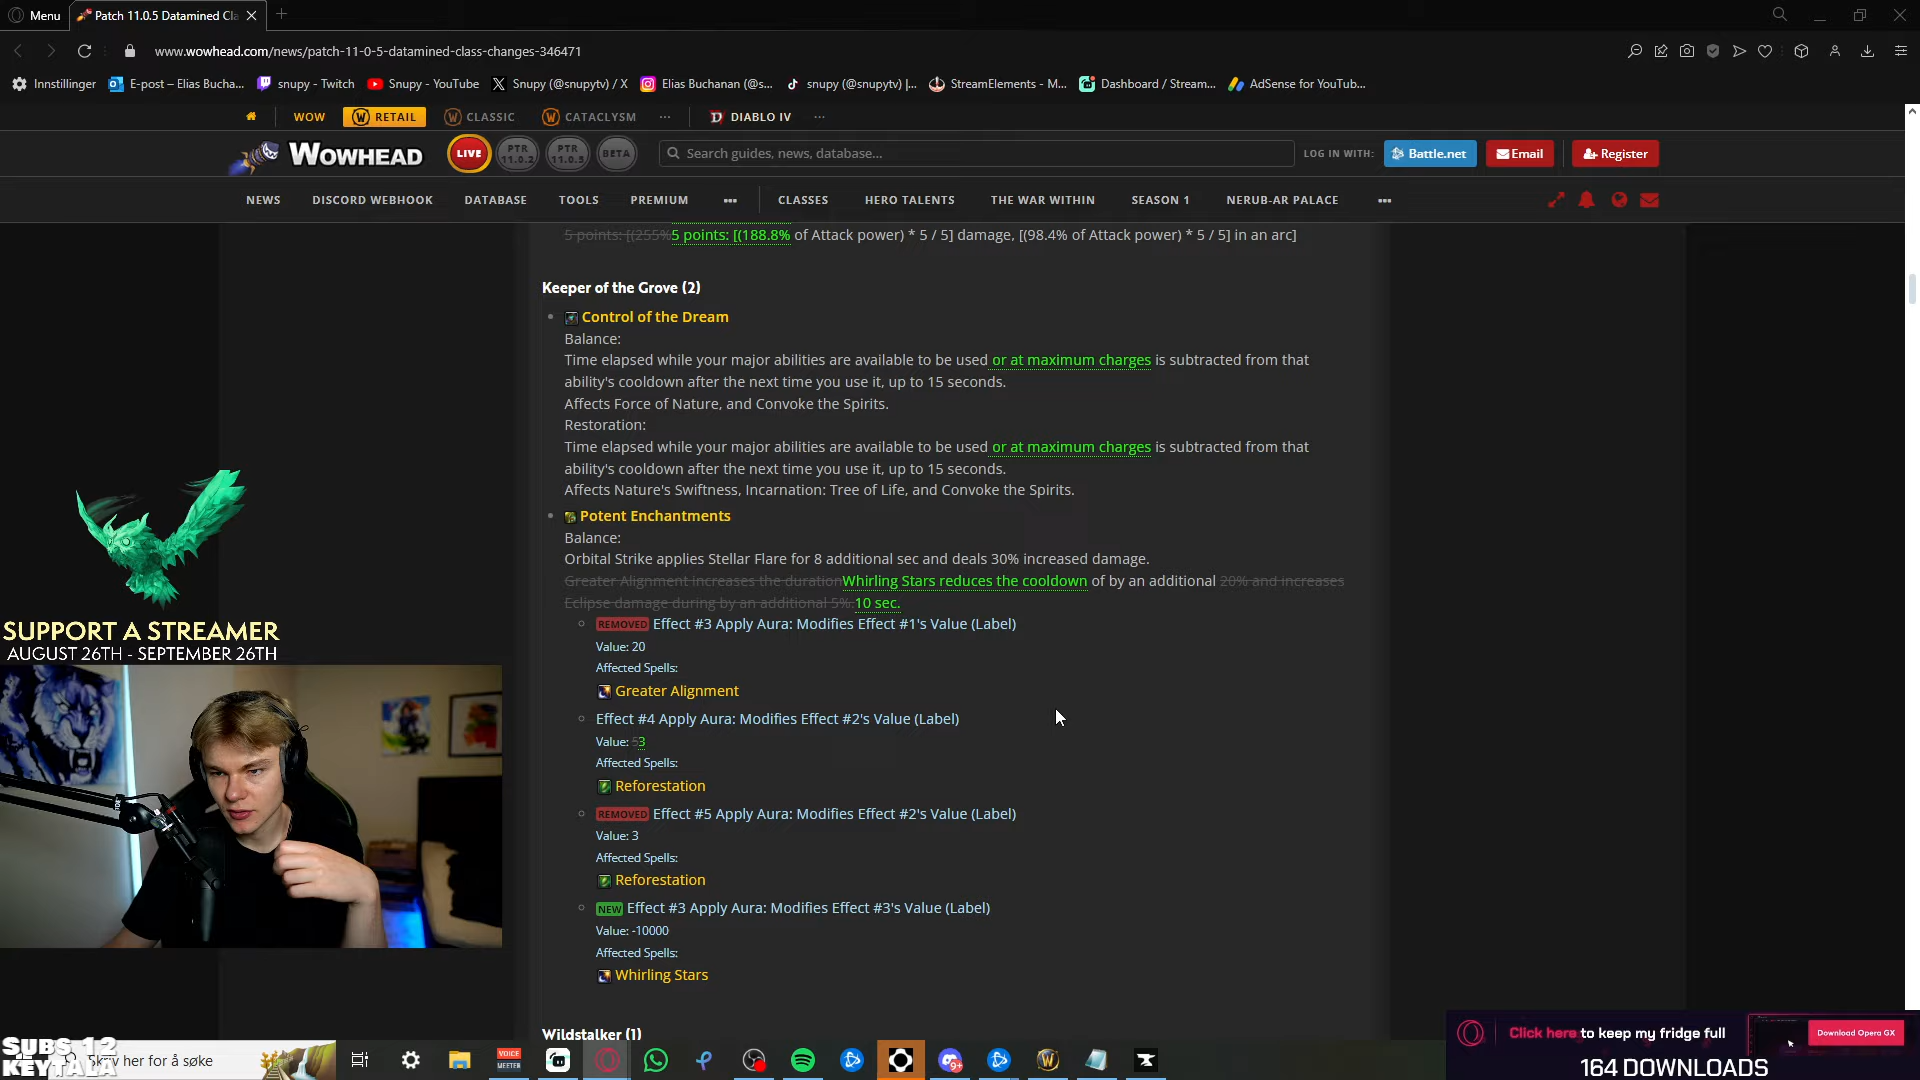 Menu
Patch 11.0.5 Datamined Cla
www.wowhead.com/news/patch-11-0-5-datamined-class-changes-346471
Innstillinger
E-post – Elias Bucha...
snupy - Twitch
Snupy - YouTube
Snupy (@snupytv) / X
Elias Buchanan (@s...
snupy (@snupytv) |...
StreamElements - M...
Dashboard / Stream...
AdSense for YouTub...
WOW
RETAIL
CLASSIC
CATACLYSM
DIABLO IV
WOWHEAD
LIVE
PTR
11.0.2
PTR
11.0.5
BETA
Search guides, news, database...
LOG IN WITH:
Battle.net
Email
Register
NEWS
DISCORD WEBHOOK
DATABASE
TOOLS
PREMIUM
CLASSES
HERO TALENTS
THE WAR WITHIN
SEASON 1
NERUB-AR PALACE
5 points: [(255%5 points: [(188.8% of Attack power) * 5 / 5] damage, [(98.4% of Attack power) * 5 / 5] in an arc]
Keeper of the Grove (2)
Control of the Dream
Balance:
Time elapsed while your major abilities are available to be used or at maximum charges is subtracted from that
ability's cooldown after the next time you use it, up to 15 seconds.
Affects Force of Nature, and Convoke the Spirits.
Restoration:
Time elapsed while your major abilities are available to be used or at maximum charges is subtracted from that
ability's cooldown after the next time you use it, up to 15 seconds.
Affects Nature's Swiftness, Incarnation: Tree of Life, and Convoke the Spirits.
Potent Enchantments
Balance:
Orbital Strike applies Stellar Flare for 8 additional sec and deals 30% increased damage.
Greater Alignment increases the durationWhirling Stars reduces the cooldown of by an additional 20% and increases
Eclipse damage during by an additional 5%.10 sec.
REMOVED Effect #3 Apply Aura: Modifies Effect #1's Value (Label)
Value: 20
Affected Spells:
Greater Alignment
Effect #4 Apply Aura: Modifies Effect #2's Value (Label)
Value: 53
Affected Spells:
Reforestation
REMOVED Effect #5 Apply Aura: Modifies Effect #2's Value (Label)
Value: 3
Affected Spells:
Reforestation
NEW Effect #3 Apply Aura: Modifies Effect #3's Value (Label)
Value: -10000
Affected Spells:
Whirling Stars
Wildstalker (1)
SUPPORT A STREAMER
AUGUST 26TH - SEPTEMBER 26TH
SUBS 12
KEYTALA
her for å søke
VOICE
MEETER
9+
Click here to keep my fridge full
Download Opera GX
164 DOWNLOADS